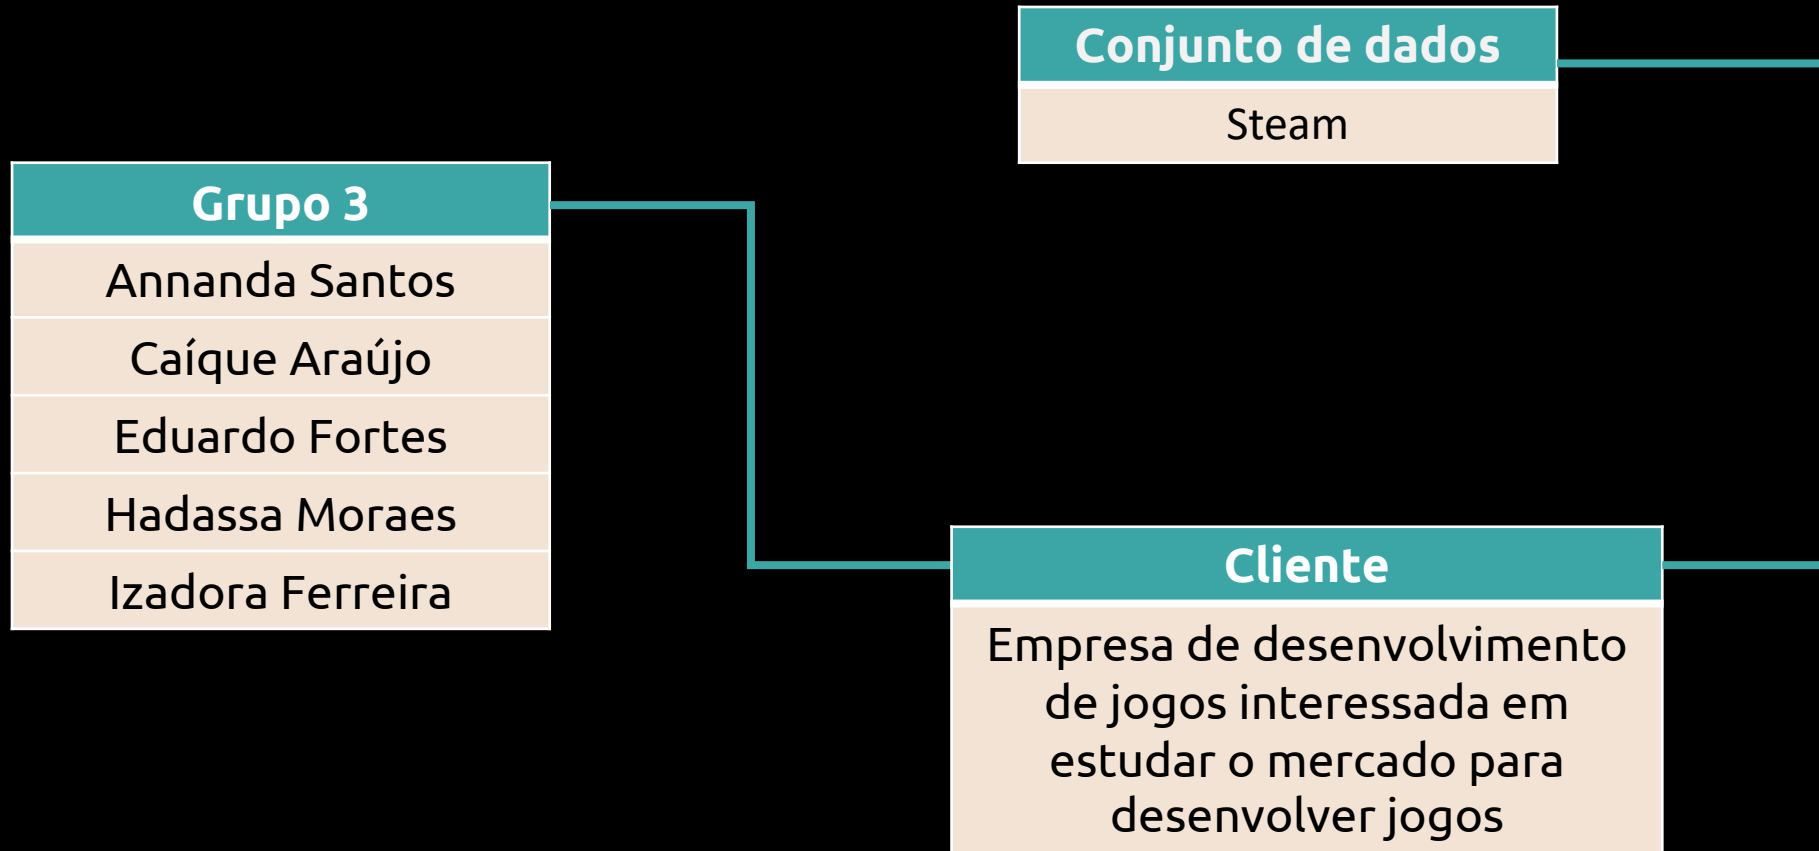 Conjunto de dados
Steam
Grupo 3
Annanda Santos
Caíque Araújo
Eduardo Fortes
Hadassa Moraes
Izadora Ferreira
Cliente
Empresa de desenvolvimento
de jogos interessada em
estudar o mercado para
desenvolver jogos